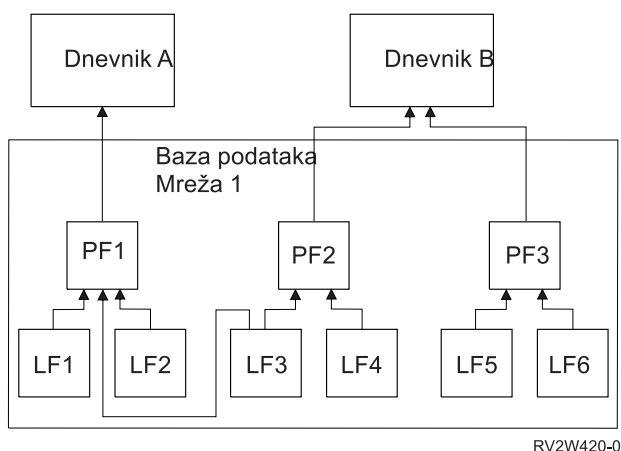 Dnevnik A
Dnevnik B
Baza podataka
Mreža 1
PF1
PF2
PF3
LF1
LF2
LF3
LF4
LF5
LF6
RV2W420-0